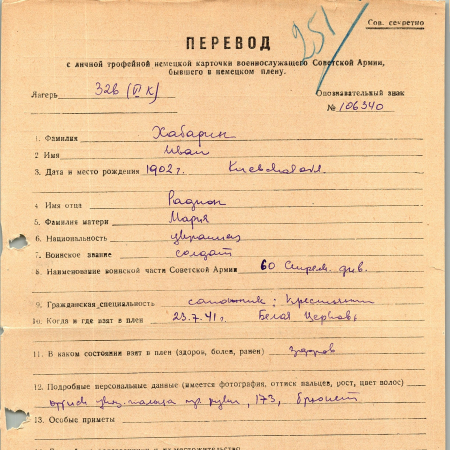 Сов. секретно
251
ПЕРЕВОД
с личной трофейной немецкой карточки военнослужащего Советской Армии,
бывшего в немецком плену.
Лагерь 326 (VI К) Опознавательный знак
№ 106340
1. Фамилия Хабарин
2 Имя Иван
3. Дата и место рождения 1902 г. Киевская обл.
4. Имя отца Радион
5. Фамилия матери Мария
6. Национальность украинец
7. Воинское звание солдат
8. Наименование воинской части Советской Армии 60 Стрел. див.
9. Гражданская специальность крестьянин
10. Когда и где взят в плен 23.7.41 г. Белая Церковь
11. В каком состоянии взят в плен (здоров, болен, ранен) здоров
12. Подробные персональные данные (имеется фотография, оттиск пальцев, рост, цвет волос)
оттиск указ. пальца пр. руки, 173, брюнет
13. Особые приметы